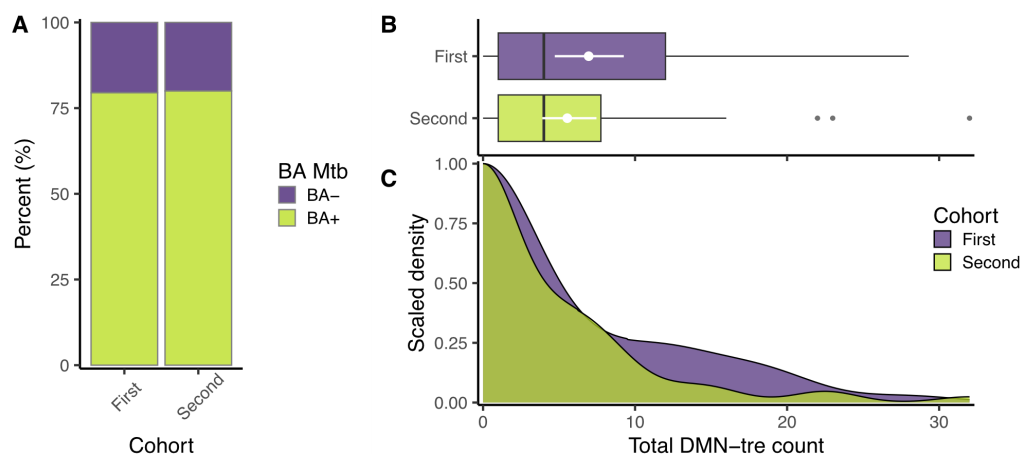 A
100
75
50
25
0
Percent (%)
First
Second
Cohort
BA Mtb
BA−
BA+
B
First
Second
C
1.00
0.75
0.50
0.25
0.00
Scaled density
0
10
20
30
Total DMN−tre count
Cohort
First
Second